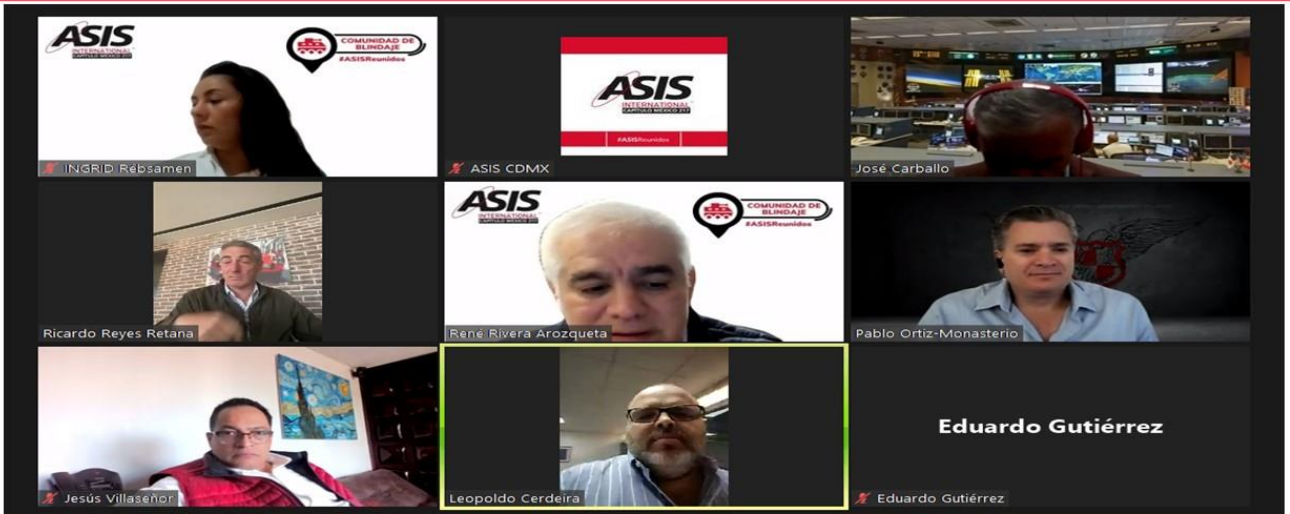 ASIS
INTERNATIONAL
CAPÍTULO MÉXICO 217
COMUNIDAD DE
BLINDAJE
#ASISReunidos
INGRID Rébsamen
ASIS
INTERNATIONAL
CAPÍTULO MÉXICO 217
#ASISReunidos
ASIS CDMX
José Carballo
Ricardo Reyes Retana
ASIS
INTERNATIONAL
CAPÍTULO MÉXICO 217
COMUNIDAD DE
BLINDAJE
#ASISReunidos
René Rivera Arozqueta
Pablo Ortiz-Monasterio
Jesús Villaseñor
Leopoldo Cerdeira
Eduardo Gutiérrez
Eduardo Gutiérrez